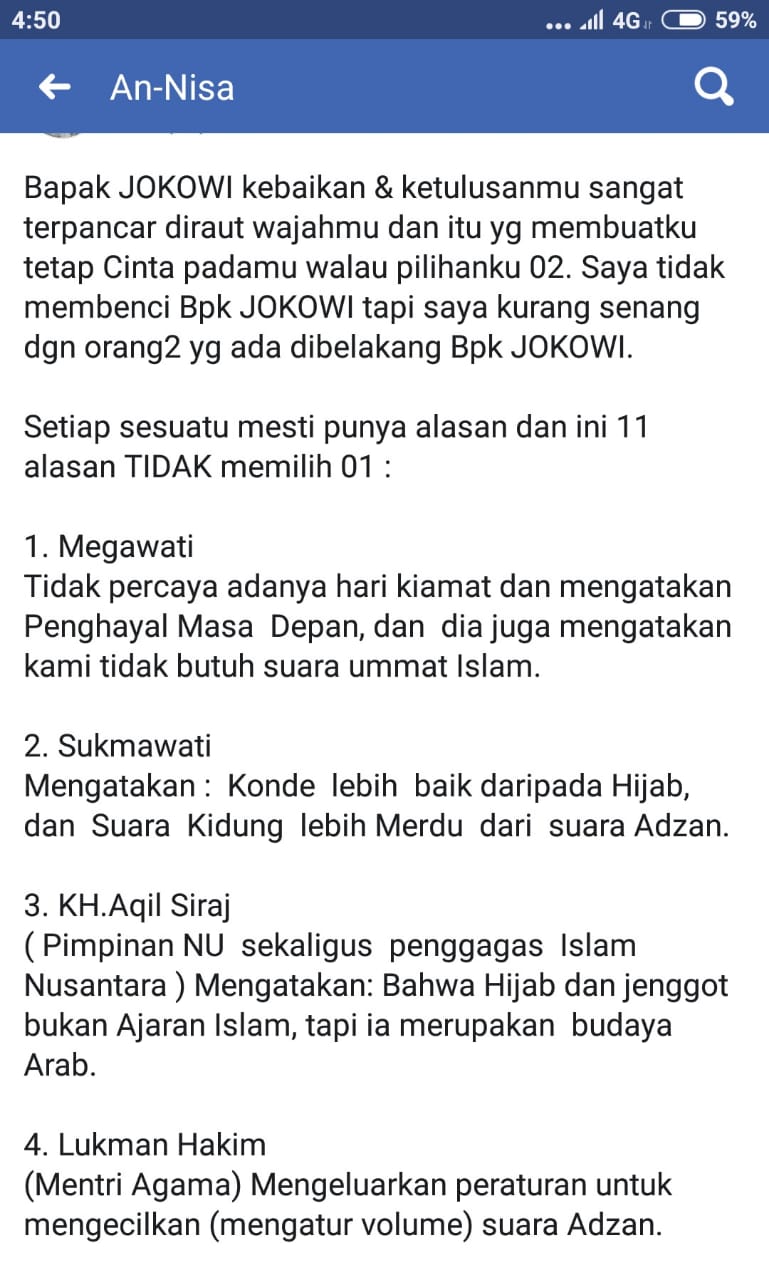 4:50
... 4G 59%
An-Nisa
Bapak JOKOWI kebaikan & ketulusanmu sangat
terpancar diraut wajahmu dan itu yg membuatku
tetap Cinta padamu walau pilihanku 02. Saya tidak
membenci Bpk JOKOWI tapi saya kurang senang
dgn orang2 yg ada dibelakang Bpk JOKOWI.
Setiap sesuatu mesti punya alasan dan ini 11
alasan TIDAK memilih 01 :
1. Megawati
Tidak percaya adanya hari kiamat dan mengatakan
Penghayal Masa Depan, dan dia juga mengatakan
kami tidak butuh suara ummat Islam.
2. Sukmawati
Mengatakan : Konde lebih baik daripada Hijab,
dan Suara Kidung lebih Merdu dari suara Adzan.
3. KH.Aqil Siraj
( Pimpinan NU sekaligus penggagas Islam
Nusantara ) Mengatakan: Bahwa Hijab dan jenggot
bukan Ajaran Islam, tapi ia merupakan budaya
Arab.
4. Lukman Hakim
(Mentri Agama) Mengeluarkan peraturan untuk
mengecilkan (mengatur volume) suara Adzan.